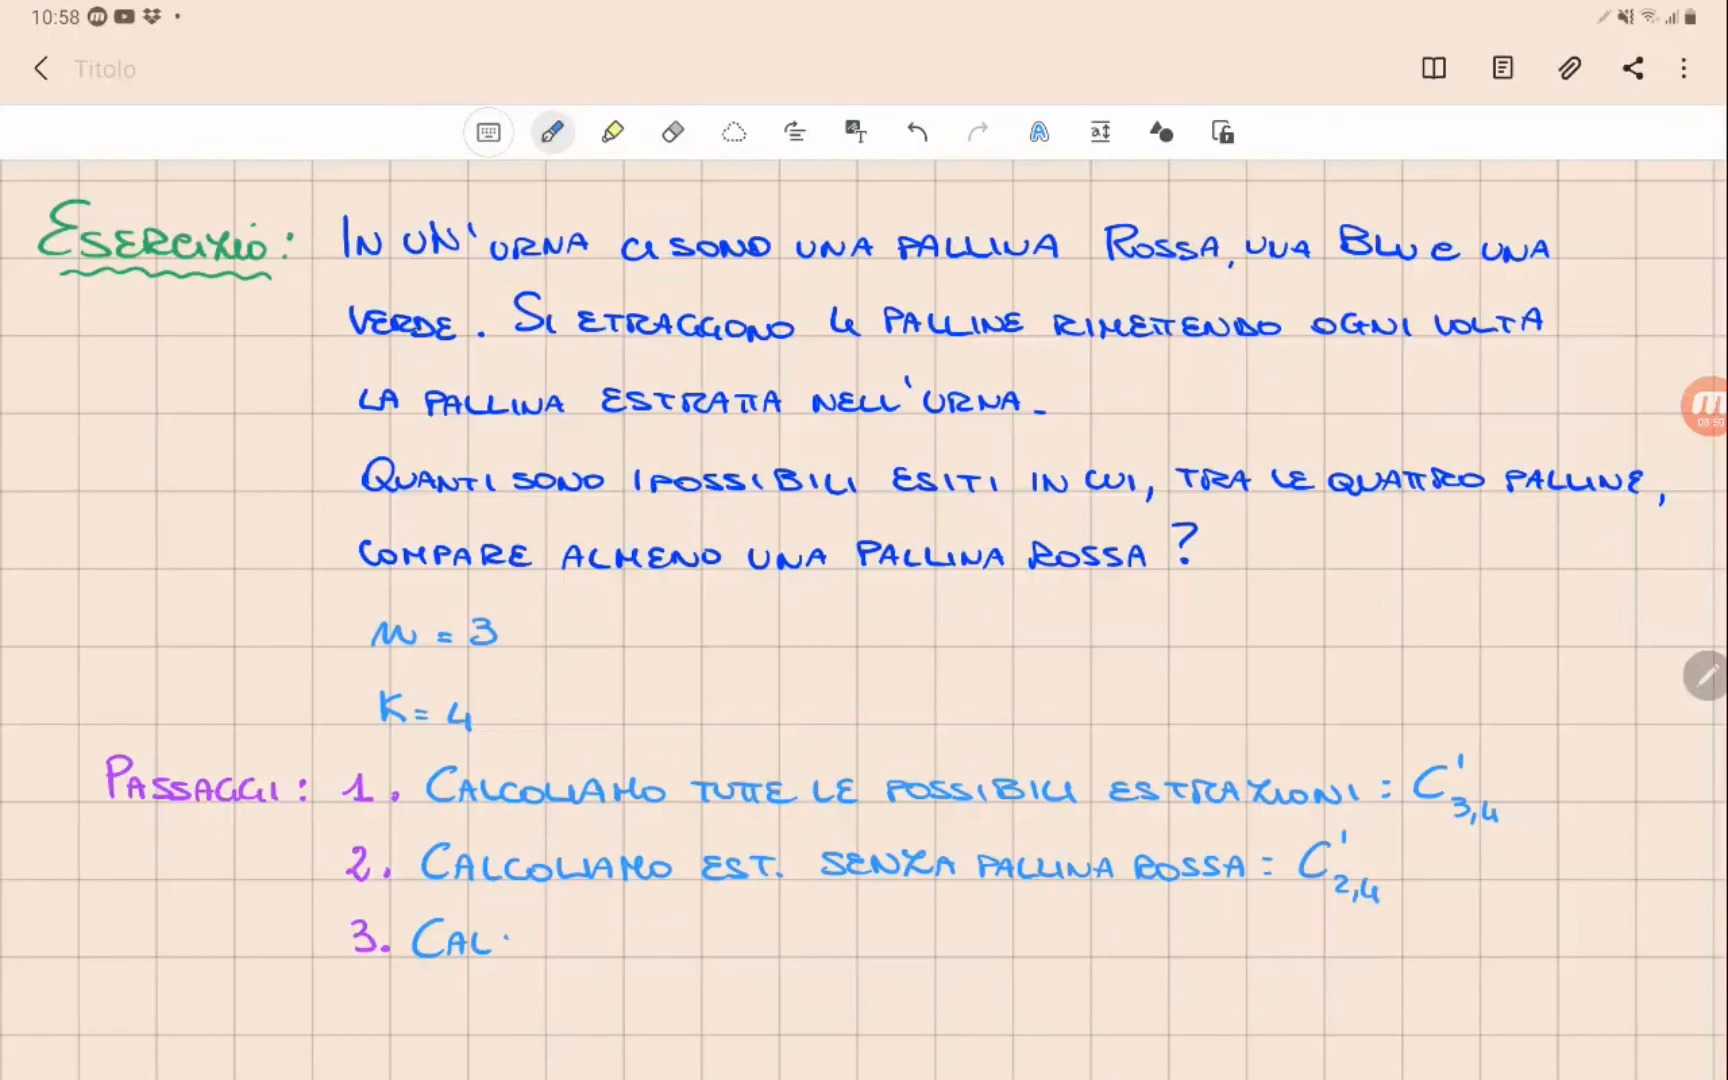 10:58
Titolo
Esercizio: In un'urna ci sono una pallina Rossa, una Blu e una
verde. Si etraggono 4 palline rimettendo ogni volta
la pallina estratta nell'urna.
Quanti sono i possibili esiti in cui, tra le quattro palline,
compare almeno una pallina rossa?
08:50
n = 3
K = 4
Passaggi: 1. Calcoliamo tutte le possibili estrazioni: C'3,4
2. Calcoliamo est. senza pallina rossa: C'2,4
3. Cal